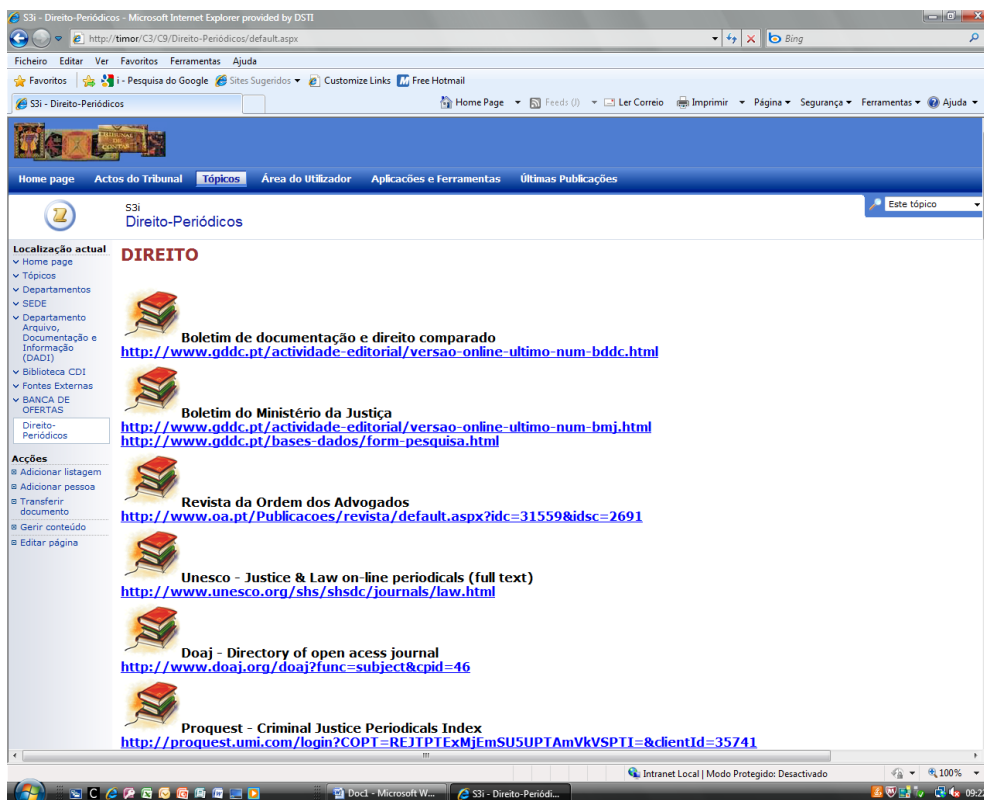 S3i - Direito-Periódicos - Microsoft Internet Explorer provided by DSTI
http://timor/C3/C9/Direito-Periódicos/default.aspx
Bing
Ficheiro Editar Ver Favoritos Ferramentas Ajuda
Favoritos i - Pesquisa do Google Sites Sugeridos Customize Links Free Hotmail
S3i - Direito-Periódicos
Home Page Feeds (J) Ler Correio Imprimir Página Segurança Ferramentas Ajuda
TRIBUNAL
DE
CONTAS
Home page Actos do Tribunal Tópicos Área do Utilizador Aplicacões e Ferramentas Últimas Publicações
S3i
Direito-Periódicos
Este tópico
Localização actual
Home page
Tópicos
Departamentos
SEDE
Departamento
Arquivo,
Documentação e
Informação
(DADI)
Biblioteca CDI
Fontes Externas
BANCA DE
OFERTAS
Direito-
Periódicos
Acções
Adicionar listagem
Adicionar pessoa
Transferir
documento
Gerir conteúdo
Editar página
DIREITO
Boletim de documentação e direito comparado
http://www.gddc.pt/actividade-editorial/versao-online-ultimo-num-bddc.html
Boletim do Ministério da Justiça
http://www.gddc.pt/actividade-editorial/versao-online-ultimo-num-bmj.html
http://www.gddc.pt/bases-dados/form-pesquisa.html
Revista da Ordem dos Advogados
http://www.oa.pt/Publicacoes/revista/default.aspx?idc=31559&idsc=2691
Unesco - Justice & Law on-line periodicals (full text)
http://www.unesco.org/shs/shsdc/journals/law.html
Doaj - Directory of open acess journal
http://www.doaj.org/doaj?func=subject&cpid=46
Proquest - Criminal Justice Periodicals Index
http://proquest.umi.com/login?COPT=REJTPTExMjEmSU5UPTAmVkVSPTI=&clientId=35741
Intranet Local | Modo Protegido: Desactivado 100%
Doc1 - Microsoft W... S3i - Direito-Periódi... 09:22